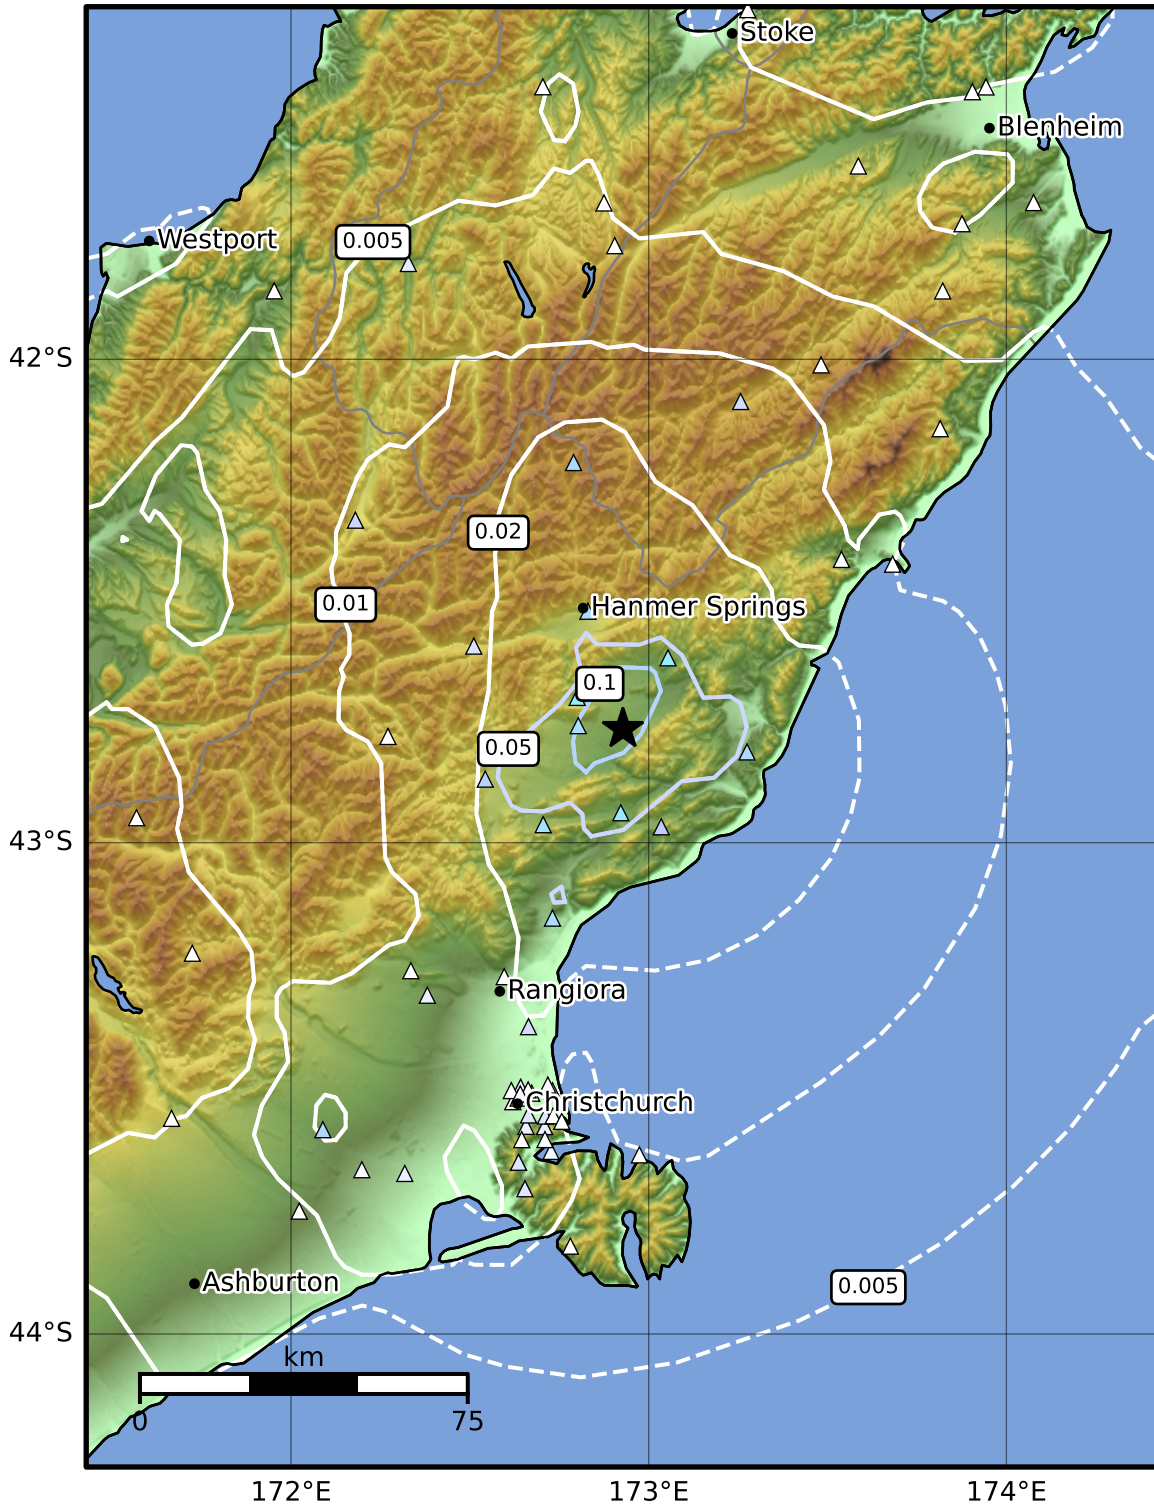 Stoke
Blenheim
Westport
0.005
42°S
0.02
0.01
Hanmer Springs
0.1
0.05
43°S
Rangiora
Christchurch
Ashburton
0.005
44°S
km
0
75
172°E
173°E
174°E